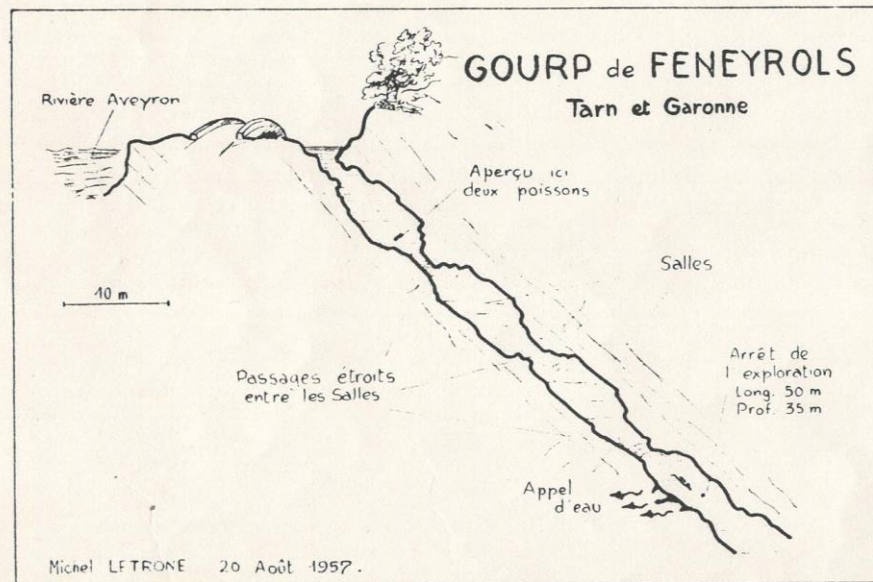 GOURP de FENEYROLS
Tarn et Garonne
Rivière Aveyron
Aperçu ici
deux poissons
10 m
Salles
Passages étroits
entre les Salles
Arrêt de
l'exploration
Long. 50 m
Prof. 35 m
Appel
d'eau
Michel LETRONE 20 Août 1957.